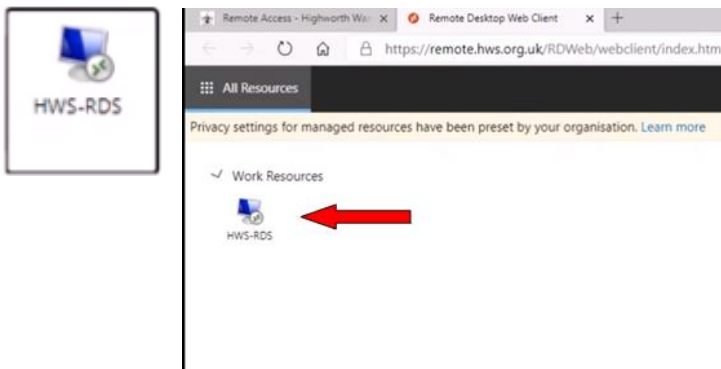 HWS-RDS
Remote Access - Highworth Wa
Remote Desktop Web Client
https://remote.hws.org.uk/RDWeb/webclient/index.htm
All Resources
Privacy settings for managed resources have been preset by your organisation. Learn more
Work Resources
HWS-RDS